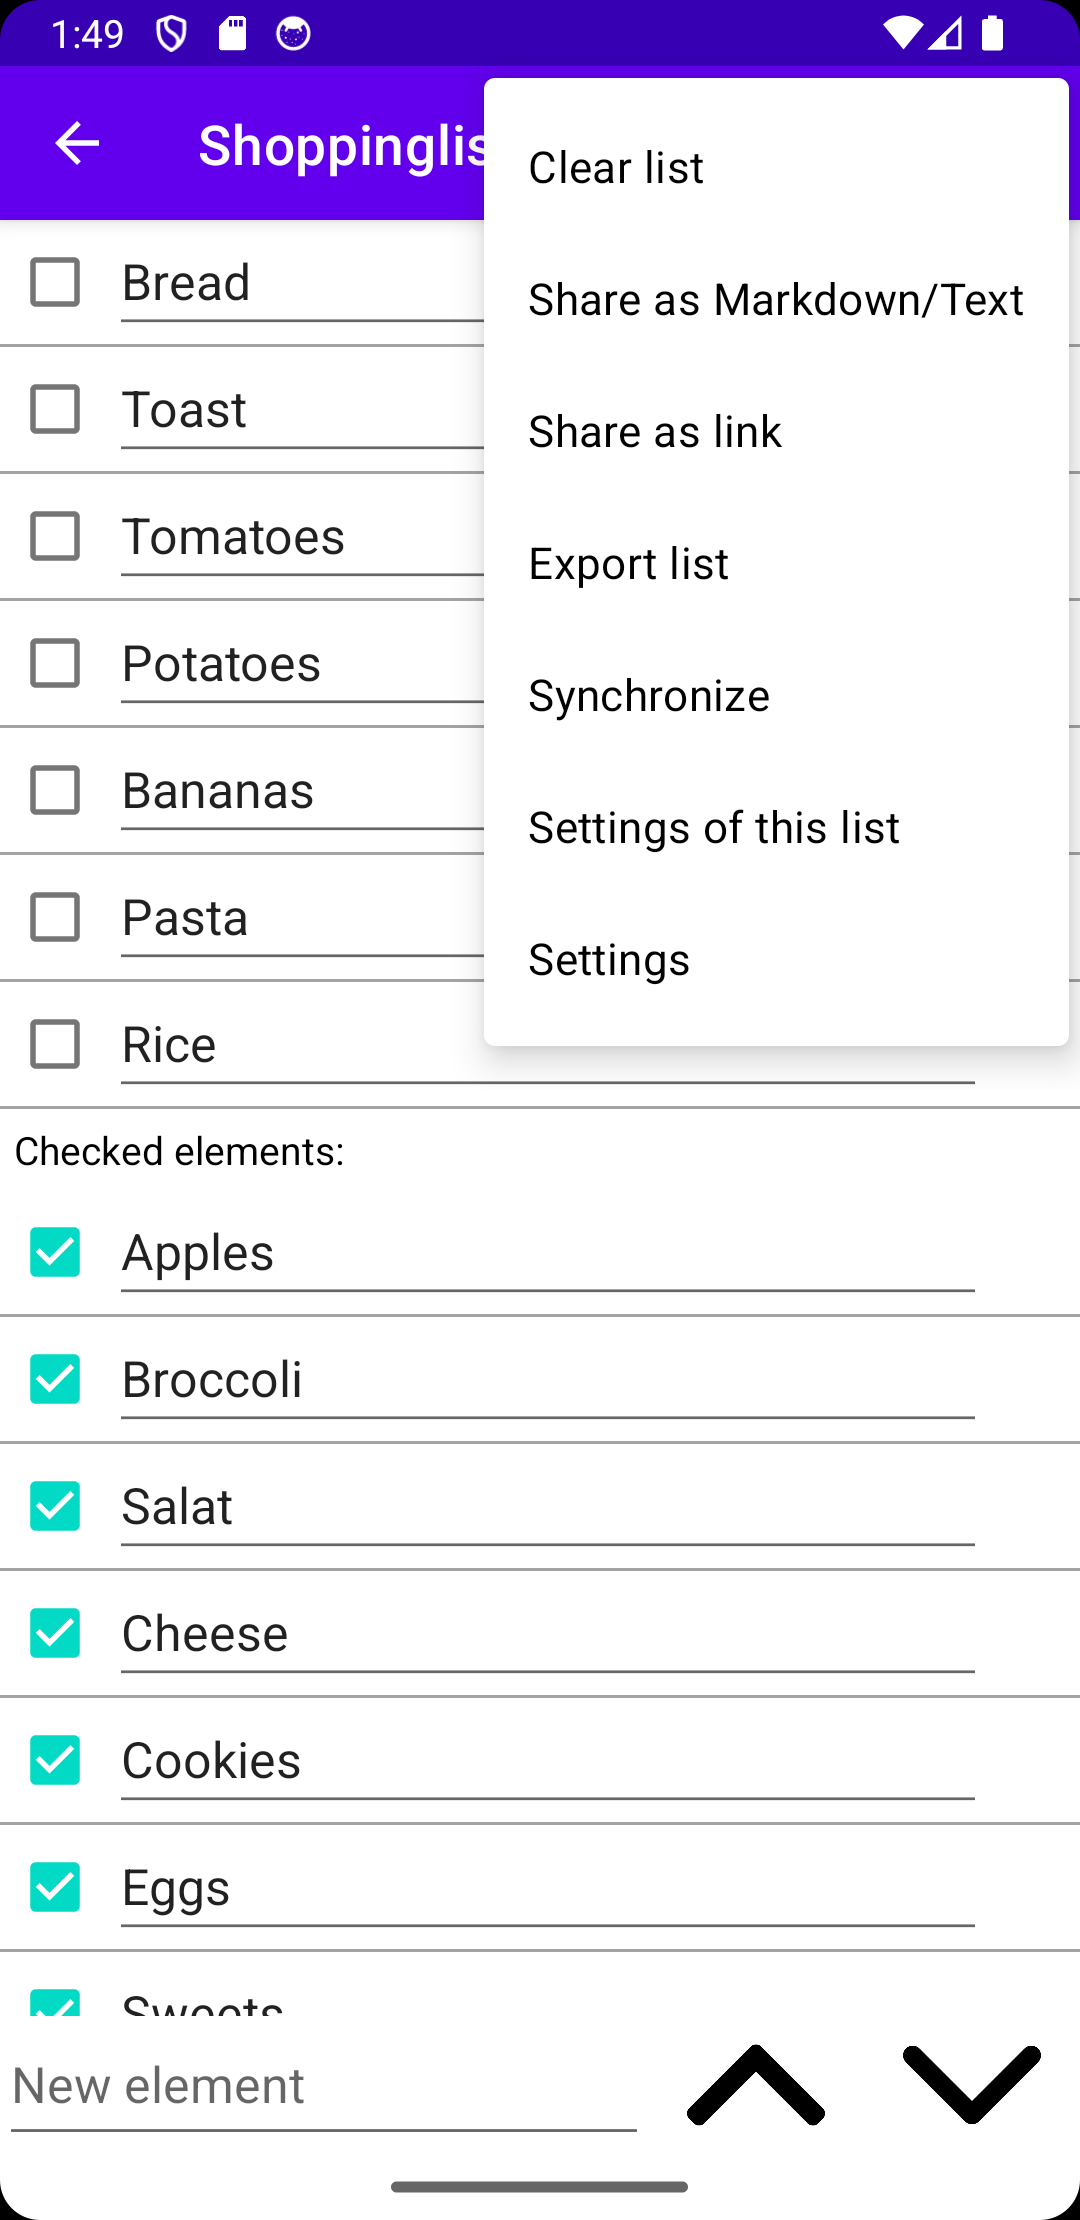 1:49
Shoppinglis
Clear list
Share as Markdown/Text
Share as link
Export list
Synchronize
Settings of this list
Settings
Bread
Toast
Tomatoes
Potatoes
Bananas
Pasta
Rice
Checked elements:
Apples
Broccoli
Salat
Cheese
Cookies
Eggs
Sweets
New element